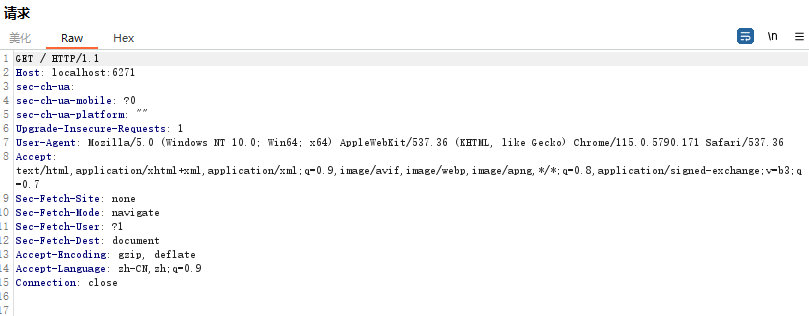 请求
美化 Raw Hex \n
1 GET / HTTP/1.1
2 Host: localhost:6271
3 sec-ch-ua:
4 sec-ch-ua-mobile: ?0
5 sec-ch-ua-platform: ""
6 Upgrade-Insecure-Requests: 1
7 User-Agent: Mozilla/5.0 (Windows NT 10.0; Win64; x64) AppleWebKit/537.36 (KHTML, like Gecko) Chrome/115.0.5790.171 Safari/537.36
8 Accept:
text/html,application/xhtml+xml,application/xml;q=0.9,image/avif,image/webp,image/apng,*/*;q=0.8,application/signed-exchange;v=b3;q
=0.7
9 Sec-Fetch-Site: none
10 Sec-Fetch-Mode: navigate
11 Sec-Fetch-User: ?1
12 Sec-Fetch-Dest: document
13 Accept-Encoding: gzip, deflate
14 Accept-Language: zh-CN,zh;q=0.9
15 Connection: close
16
17